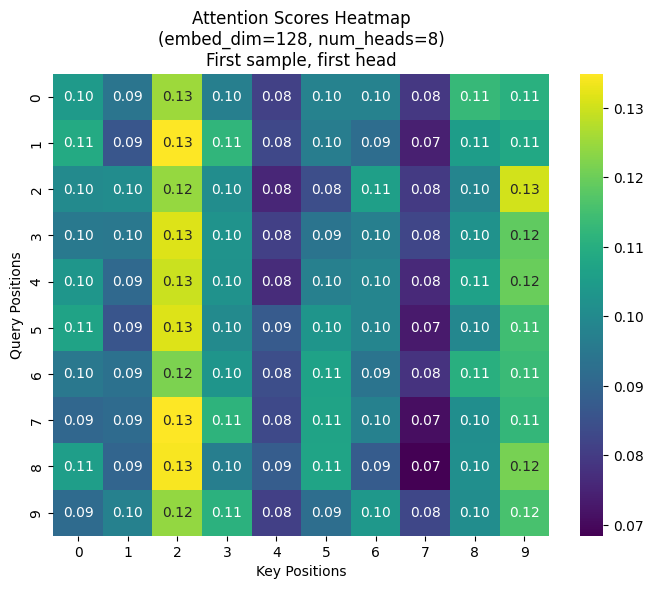 Attention Scores Heatmap
(embed_dim=128, num_heads=8)
First sample, first head
Query Positions
0 0.10 0.09 0.13 0.10 0.08 0.10 0.10 0.08 0.11 0.11
1 0.11 0.09 0.13 0.11 0.08 0.10 0.09 0.07 0.11 0.11
2 0.10 0.10 0.12 0.10 0.08 0.08 0.11 0.08 0.10 0.13
3 0.10 0.10 0.13 0.10 0.08 0.09 0.10 0.08 0.10 0.12
4 0.10 0.09 0.13 0.10 0.08 0.10 0.10 0.08 0.11 0.12
5 0.11 0.09 0.13 0.10 0.09 0.10 0.10 0.07 0.10 0.11
6 0.10 0.09 0.12 0.10 0.08 0.11 0.09 0.08 0.11 0.11
7 0.09 0.09 0.13 0.11 0.08 0.11 0.10 0.07 0.10 0.11
8 0.11 0.09 0.13 0.10 0.09 0.11 0.09 0.07 0.10 0.12
9 0.09 0.10 0.12 0.11 0.08 0.09 0.10 0.08 0.10 0.12
0 1 2 3 4 5 6 7 8 9
Key Positions
0.13
0.12
0.11
0.10
0.09
0.08
0.07